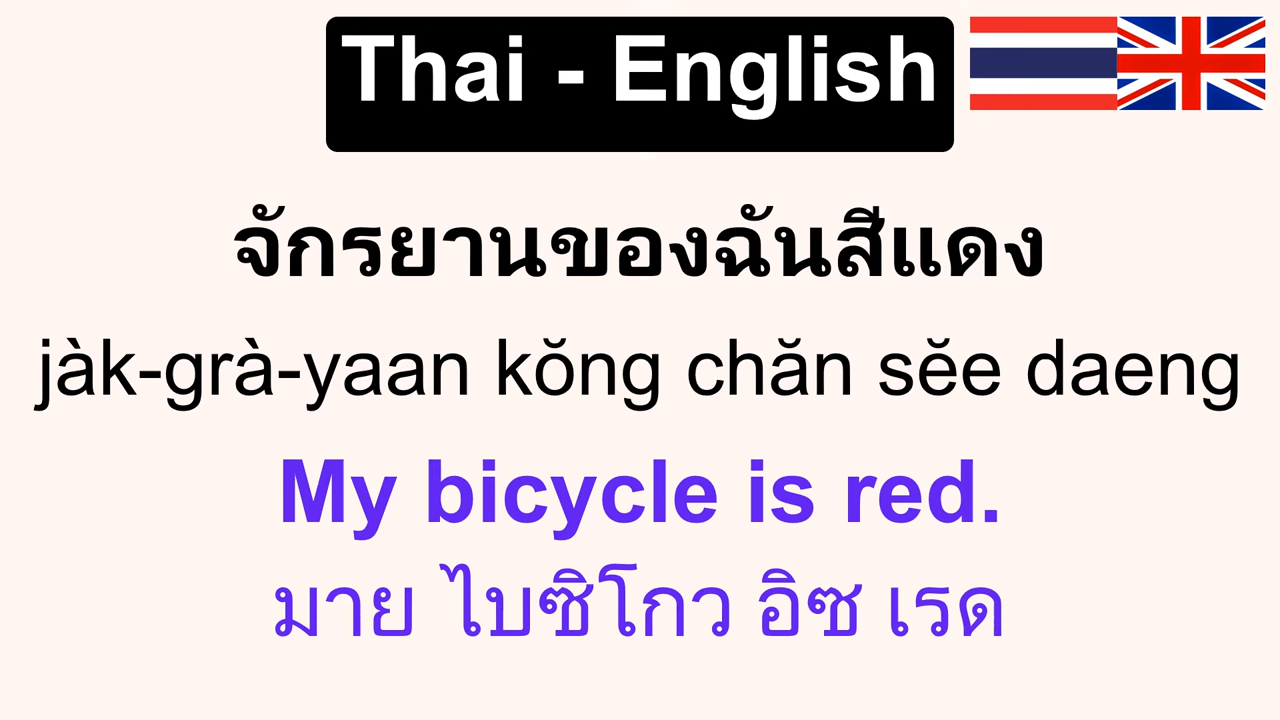 Thai - English
จักรยานของฉันสีแดง
jàk-grà-yaan kŏng chăn sĕe daeng
My bicycle is red.
มาย ไบซิโกว อิซ เรด